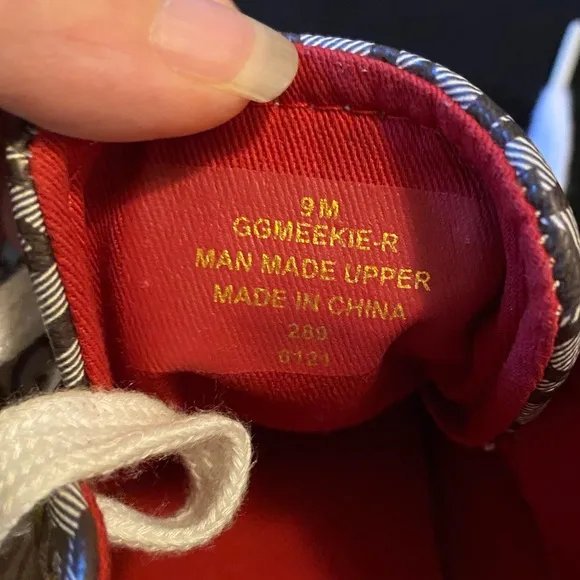 9 M
GGMEEKIE-R
MAN MADE UPPER
MADE IN CHINA
289
0121